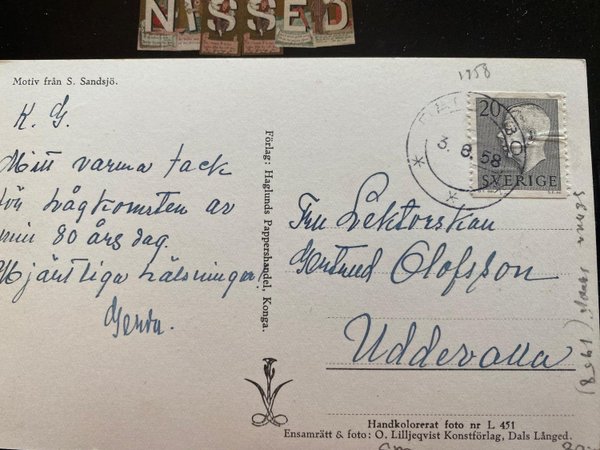 NISSED
Motiv från S. Sandsjö.
K. G.
Mitt varma tack
för hågkomsten av
min 80 års dag.
Hjärtliga hälsningar
Gerda.
Förlag: Haglunds Pappershandel, Konga.
1958
3. 8. 58
20
SVERIGE
Fru Lektorskan
Gertrud Olofsson
Uddevalla
(1958)
Handkolorerat foto nr L 451
Ensamrätt & foto: O. Lilljeqvist Konstförlag, Dals Långed.